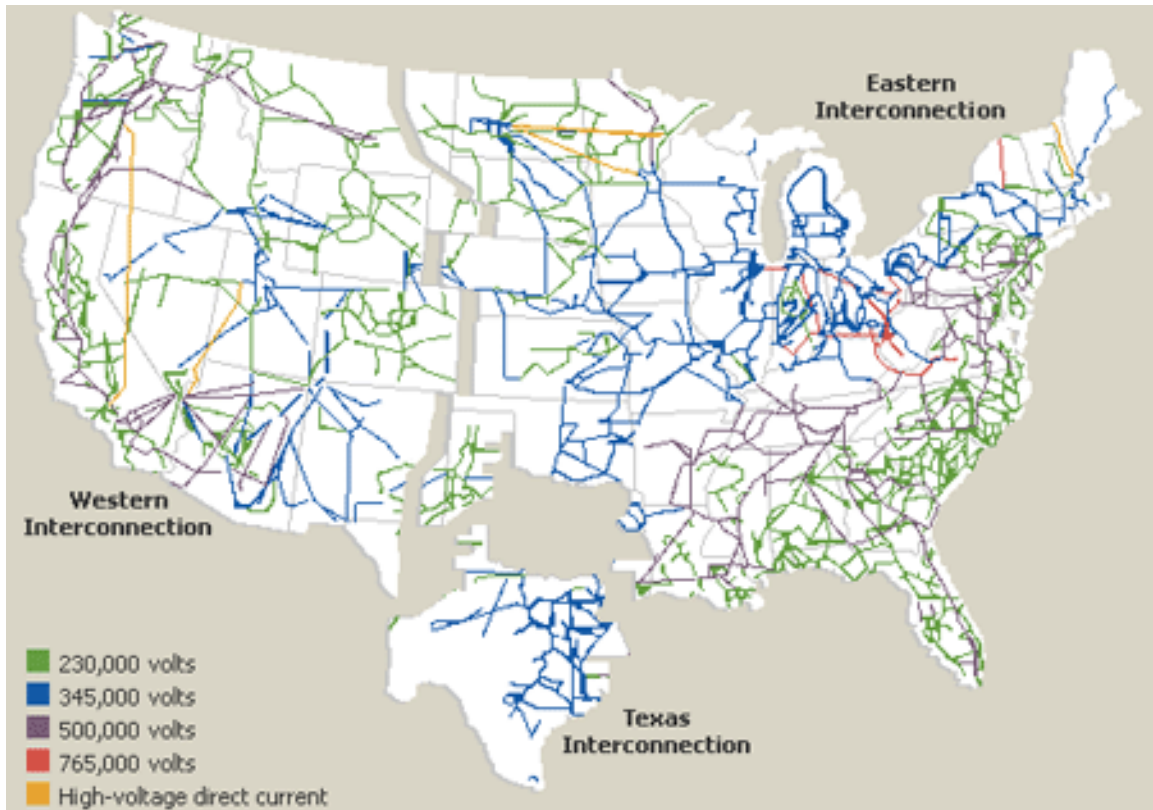 Eastern
Interconnection
Western
Interconnection
Texas
Interconnection
230,000 volts
345,000 volts
500,000 volts
765,000 volts
High-voltage direct current